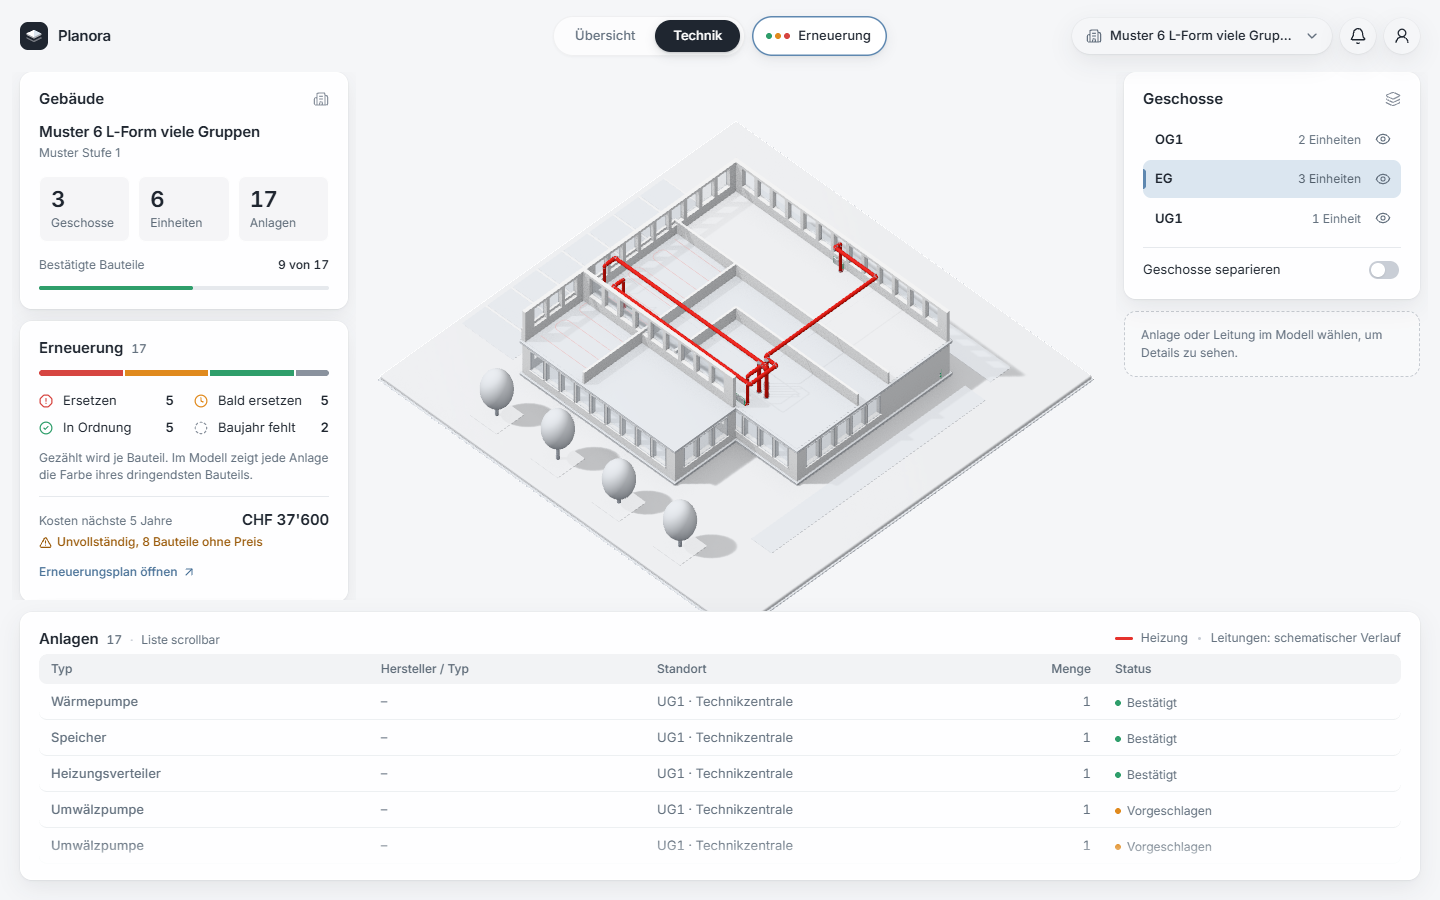 Planora
Übersicht
Technik
Erneuerung
Muster 6 L-Form viele Grup...
Gebäude
Muster 6 L-Form viele Gruppen
Muster Stufe 1
3 6 17
Geschosse Einheiten Anlagen
Bestätigte Bauteile 9 von 17
Erneuerung 17
Ersetzen 5 Bald ersetzen 5
In Ordnung 5 Baujahr fehlt 2
Gezählt wird je Bauteil. Im Modell zeigt jede Anlage
die Farbe ihres dringendsten Bauteils.
Kosten nächste 5 Jahre CHF 37'600
Unvollständig, 8 Bauteile ohne Preis
Erneuerungsplan öffnen
Geschosse
OG1 2 Einheiten
EG 3 Einheiten
UG1 1 Einheit
Geschosse separieren
Anlage oder Leitung im Modell wählen, um
Details zu sehen.
Anlagen 17 · Liste scrollbar
Heizung · Leitungen: schematischer Verlauf
Typ Hersteller / Typ Standort Menge Status
Wärmepumpe – UG1 · Technikzentrale 1 Bestätigt
Speicher – UG1 · Technikzentrale 1 Bestätigt
Heizungsverteiler – UG1 · Technikzentrale 1 Bestätigt
Umwälzpumpe – UG1 · Technikzentrale 1 Vorgeschlagen
Umwälzpumpe – UG1 · Technikzentrale 1 Vorgeschlagen